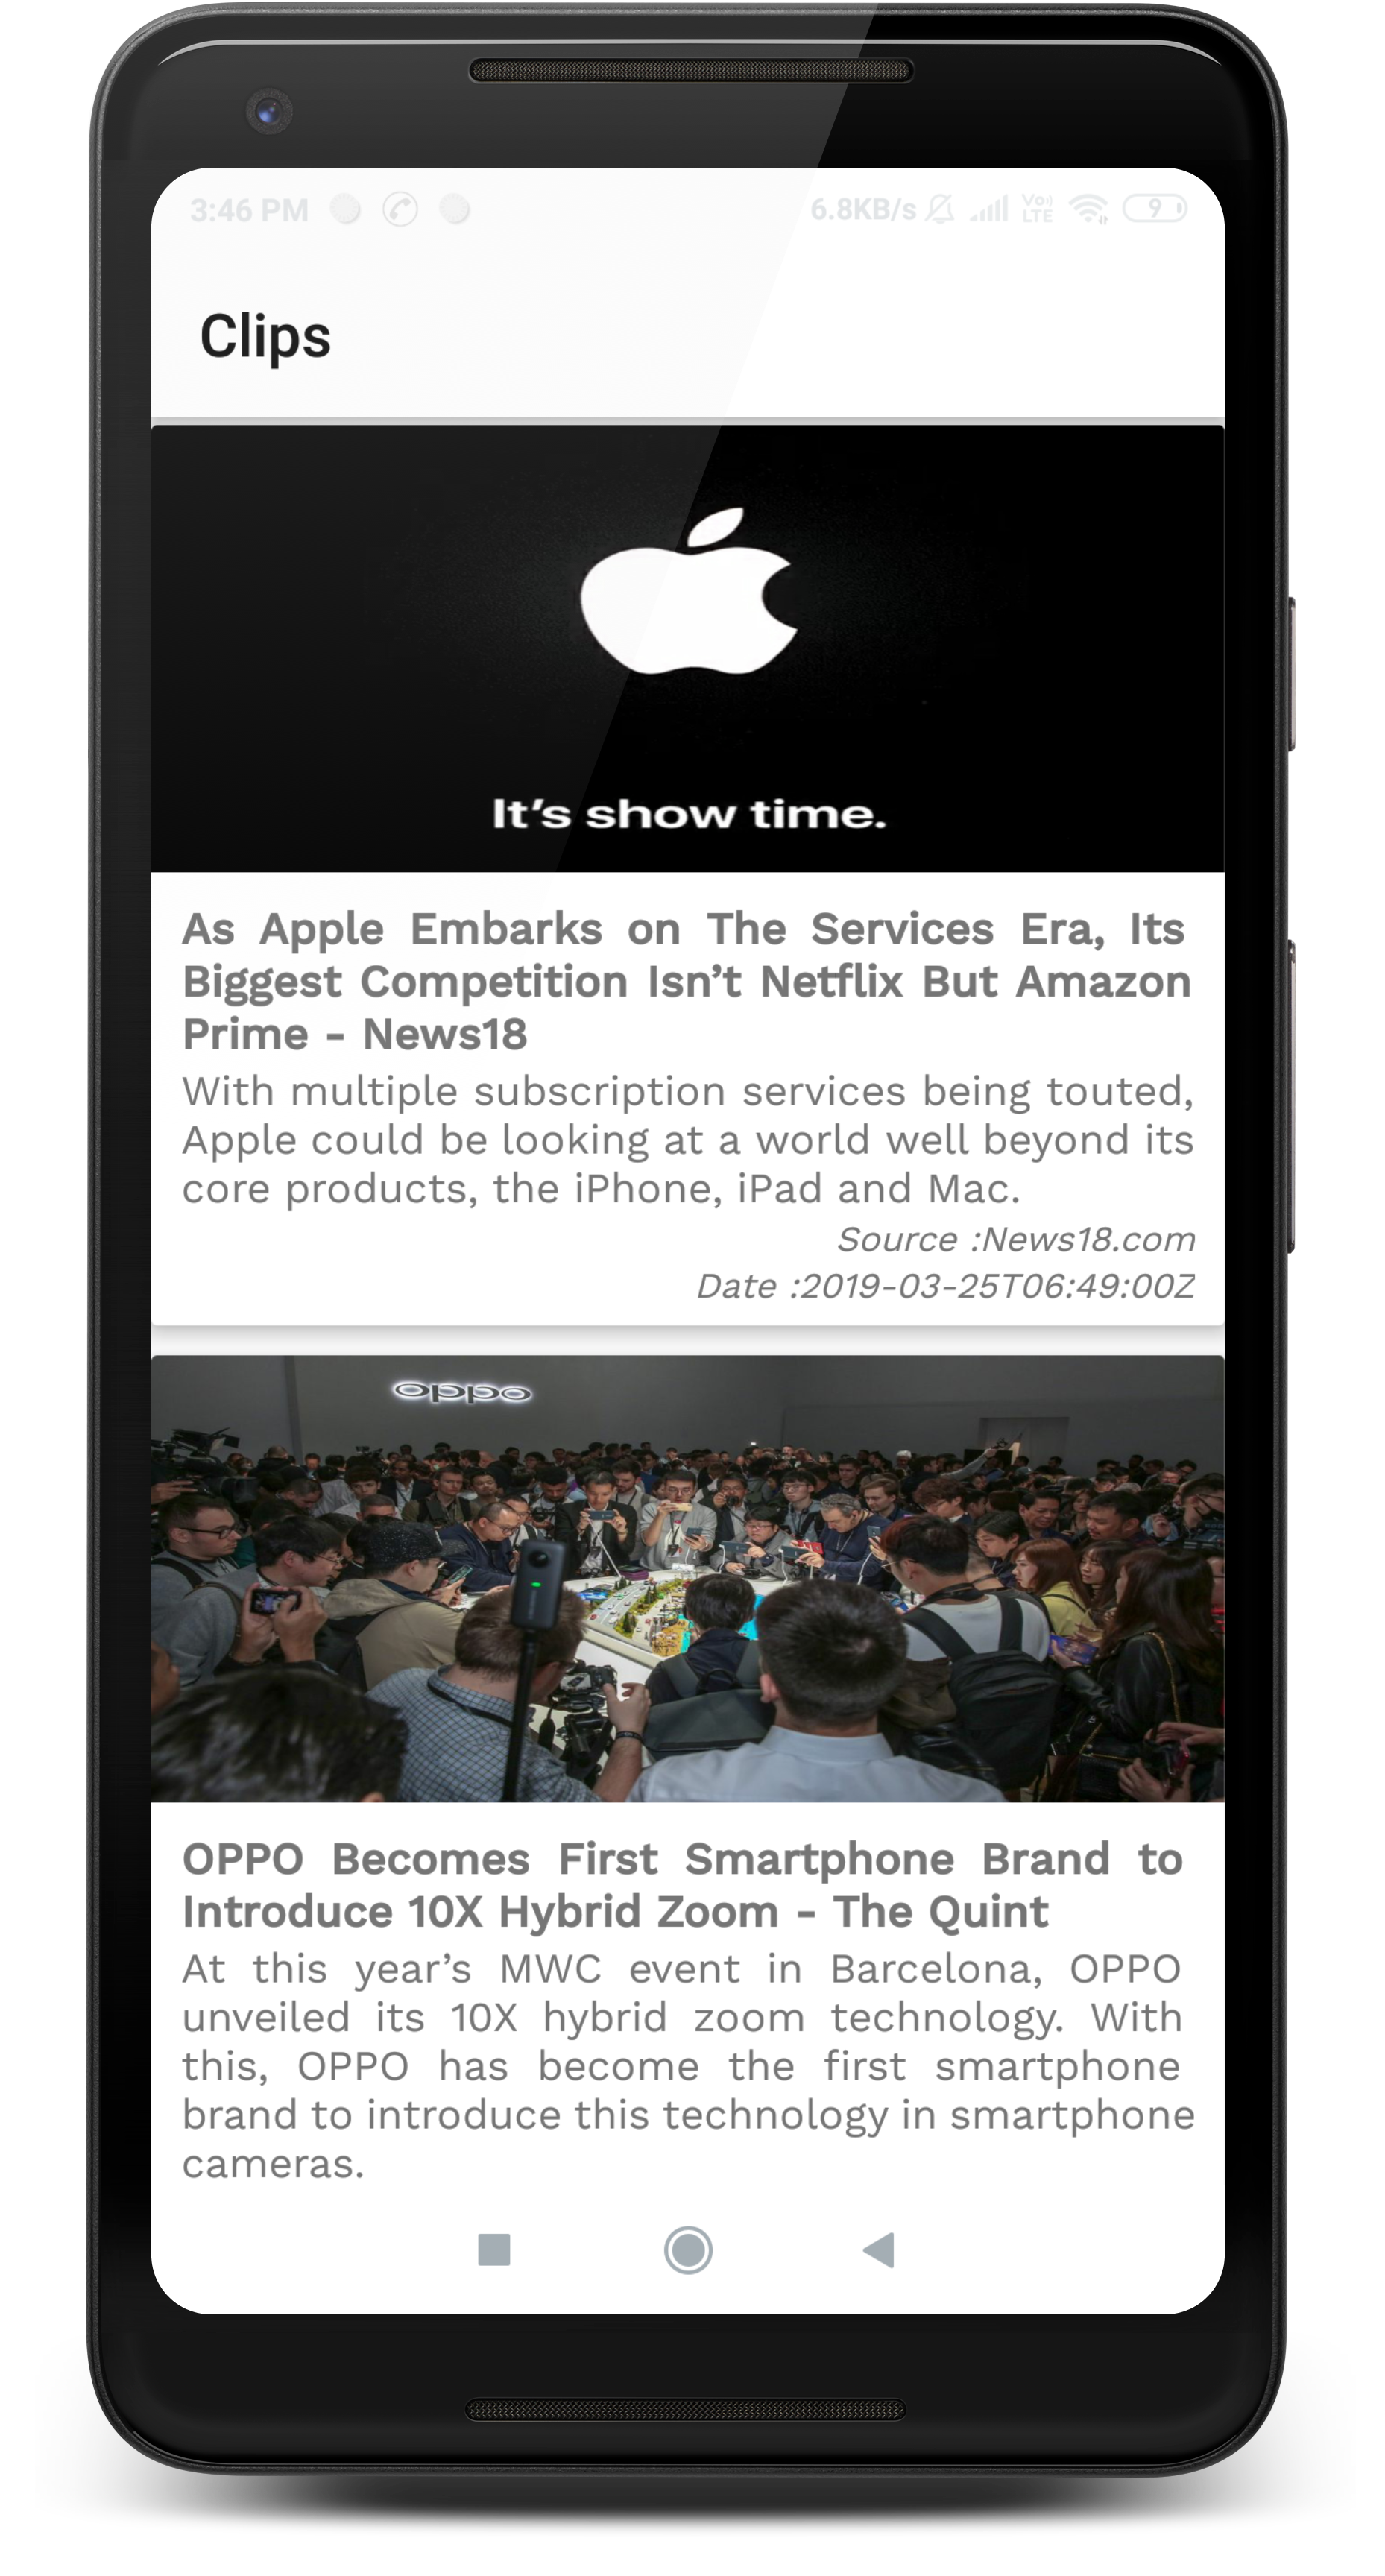 3:46 PM 6.8KB/s Vo) LTE 9
Clips
It's show time.
As Apple Embarks on The Services Era, Its
Biggest Competition Isn't Netflix But Amazon
Prime - News18
With multiple subscription services being touted,
Apple could be looking at a world well beyond its
core products, the iPhone, iPad and Mac.
Source :News18.com
Date :2019-03-25T06:49:00Z
oppo
OPPO Becomes First Smartphone Brand to
Introduce 10X Hybrid Zoom - The Quint
At this year's MWC event in Barcelona, OPPO
unveiled its 10X hybrid zoom technology. With
this, OPPO has become the first smartphone
brand to introduce this technology in smartphone
cameras.